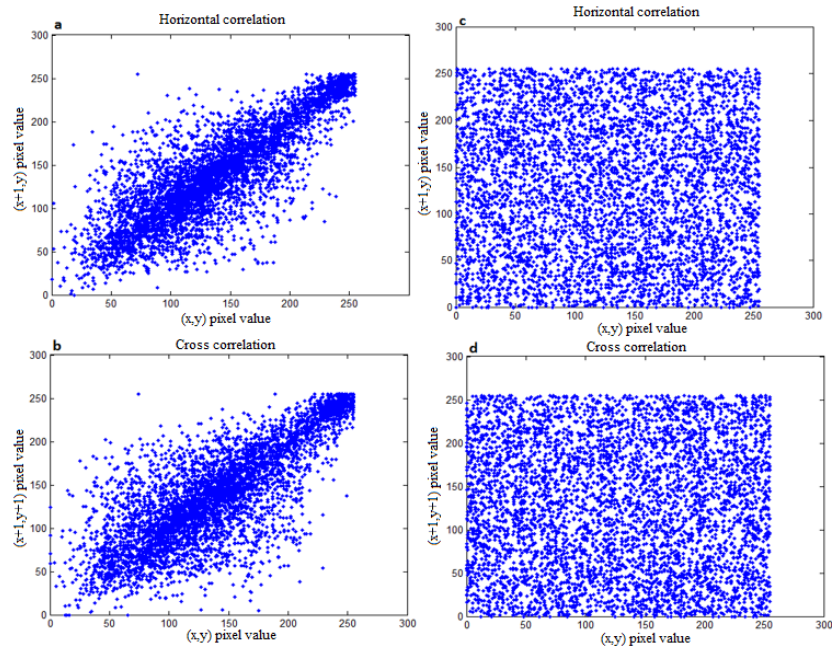 a
Horizontal correlation
300
250
200
150
100
50
0
(x+1,y) pixel value
0 50 100 150 200 250
(x,y) pixel value
c
Horizontal correlation
300
250
200
150
100
50
0
(x+1,y) pixel value
0 50 100 150 200 250 300
(x,y) pixel value
b
Cross correlation
300
250
200
150
100
50
0
(x+1,y+1) pixel value
0 50 100 150 200 250 300
(x,y) pixel value
d
Cross correlation
300
250
200
150
100
50
0
(x+1,y+1) pixel value
0 50 100 150 200 250 300
(x,y) pixel value